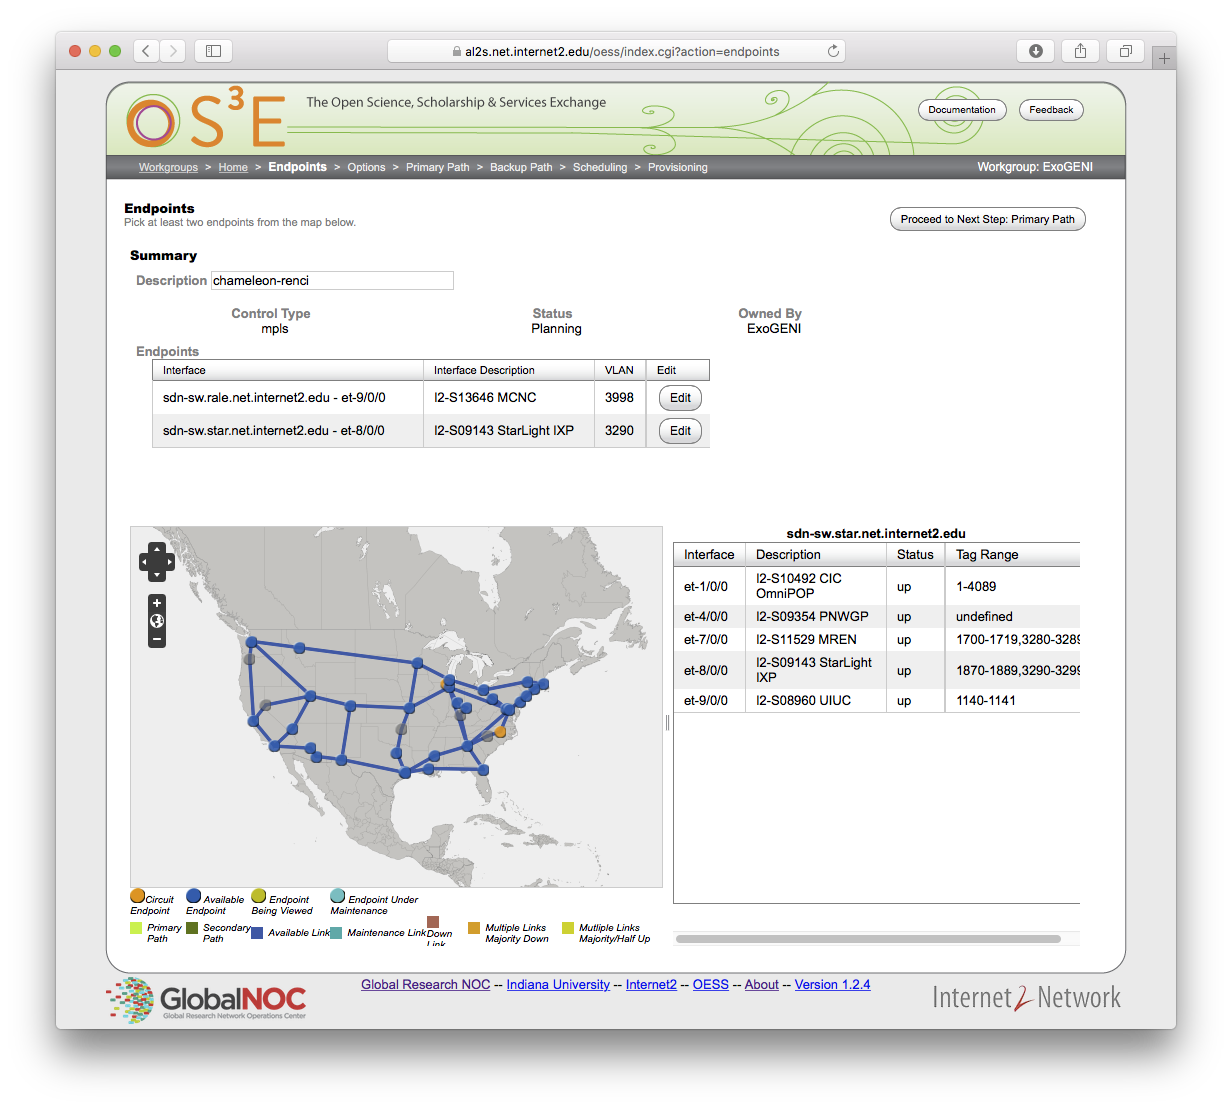 al2s.net.internet2.edu/oess/index.cgi?action=endpoints
OS3E
The Open Science, Scholarship & Services Exchange
Documentation
Feedback
Workgroups > Home > Endpoints > Options > Primary Path > Backup Path > Scheduling > Provisioning
Workgroup: ExoGENI
Endpoints
Pick at least two endpoints from the map below.
Proceed to Next Step: Primary Path
Summary
Description chameleon-renci
Control Type Status Owned By
mpls Planning ExoGENI
Endpoints
Interface Interface Description VLAN Edit
sdn-sw.rale.net.internet2.edu - et-9/0/0 I2-S13646 MCNC 3998 Edit
sdn-sw.star.net.internet2.edu - et-8/0/0 I2-S09143 StarLight IXP 3290 Edit
sdn-sw.star.net.internet2.edu
Interface Description Status Tag Range
et-1/0/0 I2-S10492 CIC OmniPOP up 1-4089
et-4/0/0 I2-S09354 PNWGP up undefined
et-7/0/0 I2-S11529 MREN up 1700-1719,3280-3289
et-8/0/0 I2-S09143 StarLight IXP up 1870-1889,3290-3299
et-9/0/0 I2-S08960 UIUC up 1140-1141
Circuit Endpoint
Available Endpoint
Endpoint Being Viewed
Endpoint Under Maintenance
Primary Path
Secondary Path
Available Link
Maintenance Link
Down Link
Multiple Links Majority Down
Mutliple Links Majority/Half Up
GlobalNOC
Global Research Network Operations Center
Global Research NOC -- Indiana University -- Internet2 -- OESS -- About -- Version 1.2.4
Internet2 Network